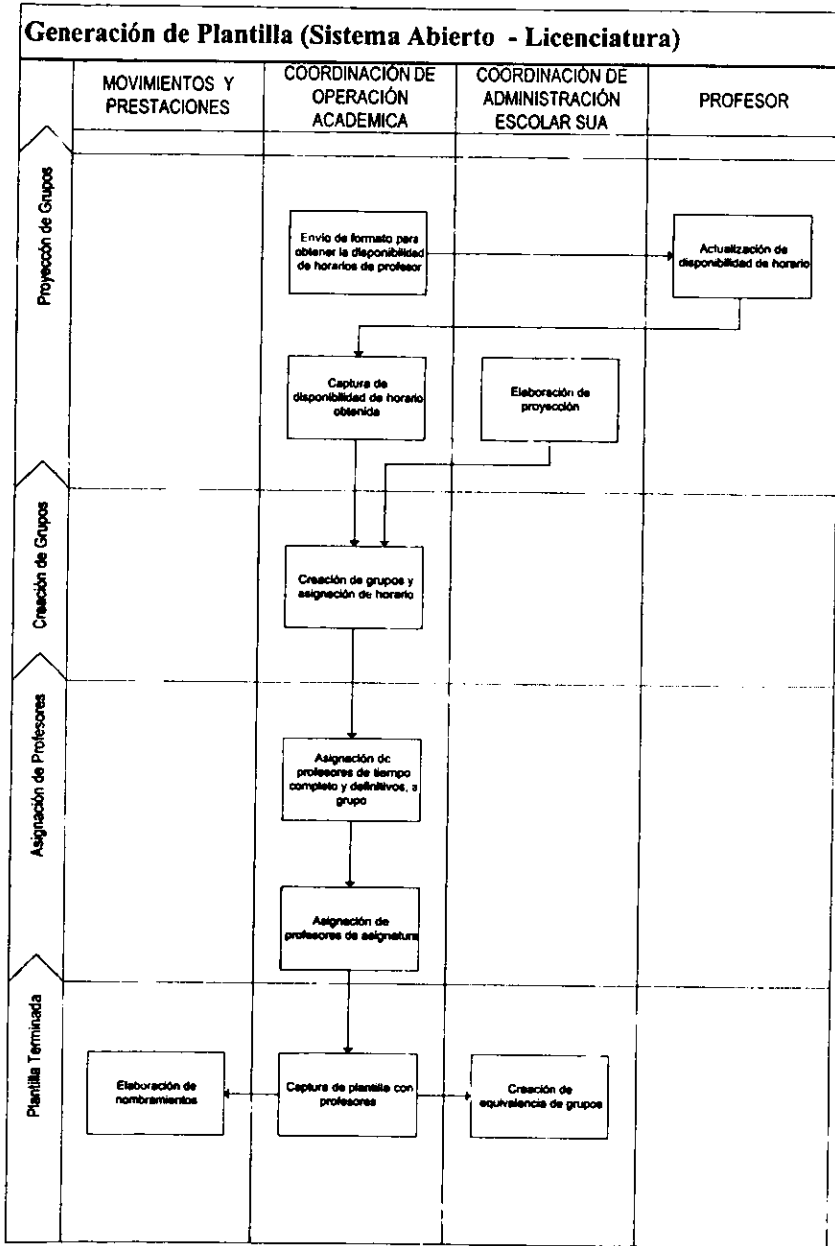 Generación de Plantilla (Sistema Abierto - Licenciatura)
MOVIMIENTOS Y
PRESTACIONES
COORDINACIÓN DE
OPERACIÓN
ACADEMICA
COORDINACIÓN DE
ADMINISTRACIÓN
ESCOLAR SUA
PROFESOR
Proyeccón de Grupos
Envío de formato para
obtener la disponibilidad
de horarios de profesor
Actualización de
disponibilidad de horario
Captura de
disponibilidad de horario
obtenida
Elaboración de
proyección
Creación de Grupos
Creación de grupos y
asignación de horario
Asignación de Profesores
Asignación de
profesores de tiempo
completo y definitivos, a
grupo
Asignación de
profesores de asignatura
Plantilla Terminada
Elaboración de
nombramientos
Captura de plantilla con
profesores
Creación de
equivalencia de grupos